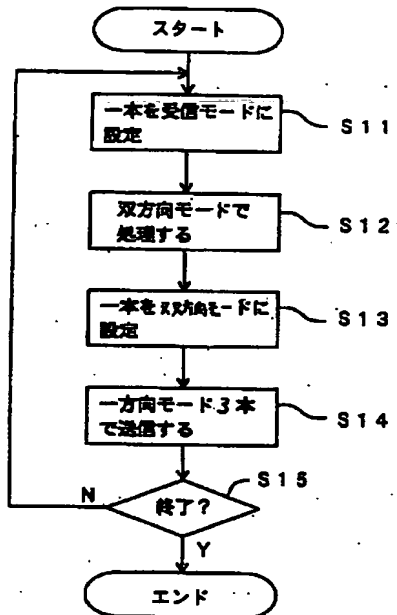 スタート
一本を受信モードに
設定
S11
双方向モードで
処理する
S12
一本を双方向モードに
設定
S13
一方向モード3本
で送信する
S14
S15
終了?
N
Y
エンド